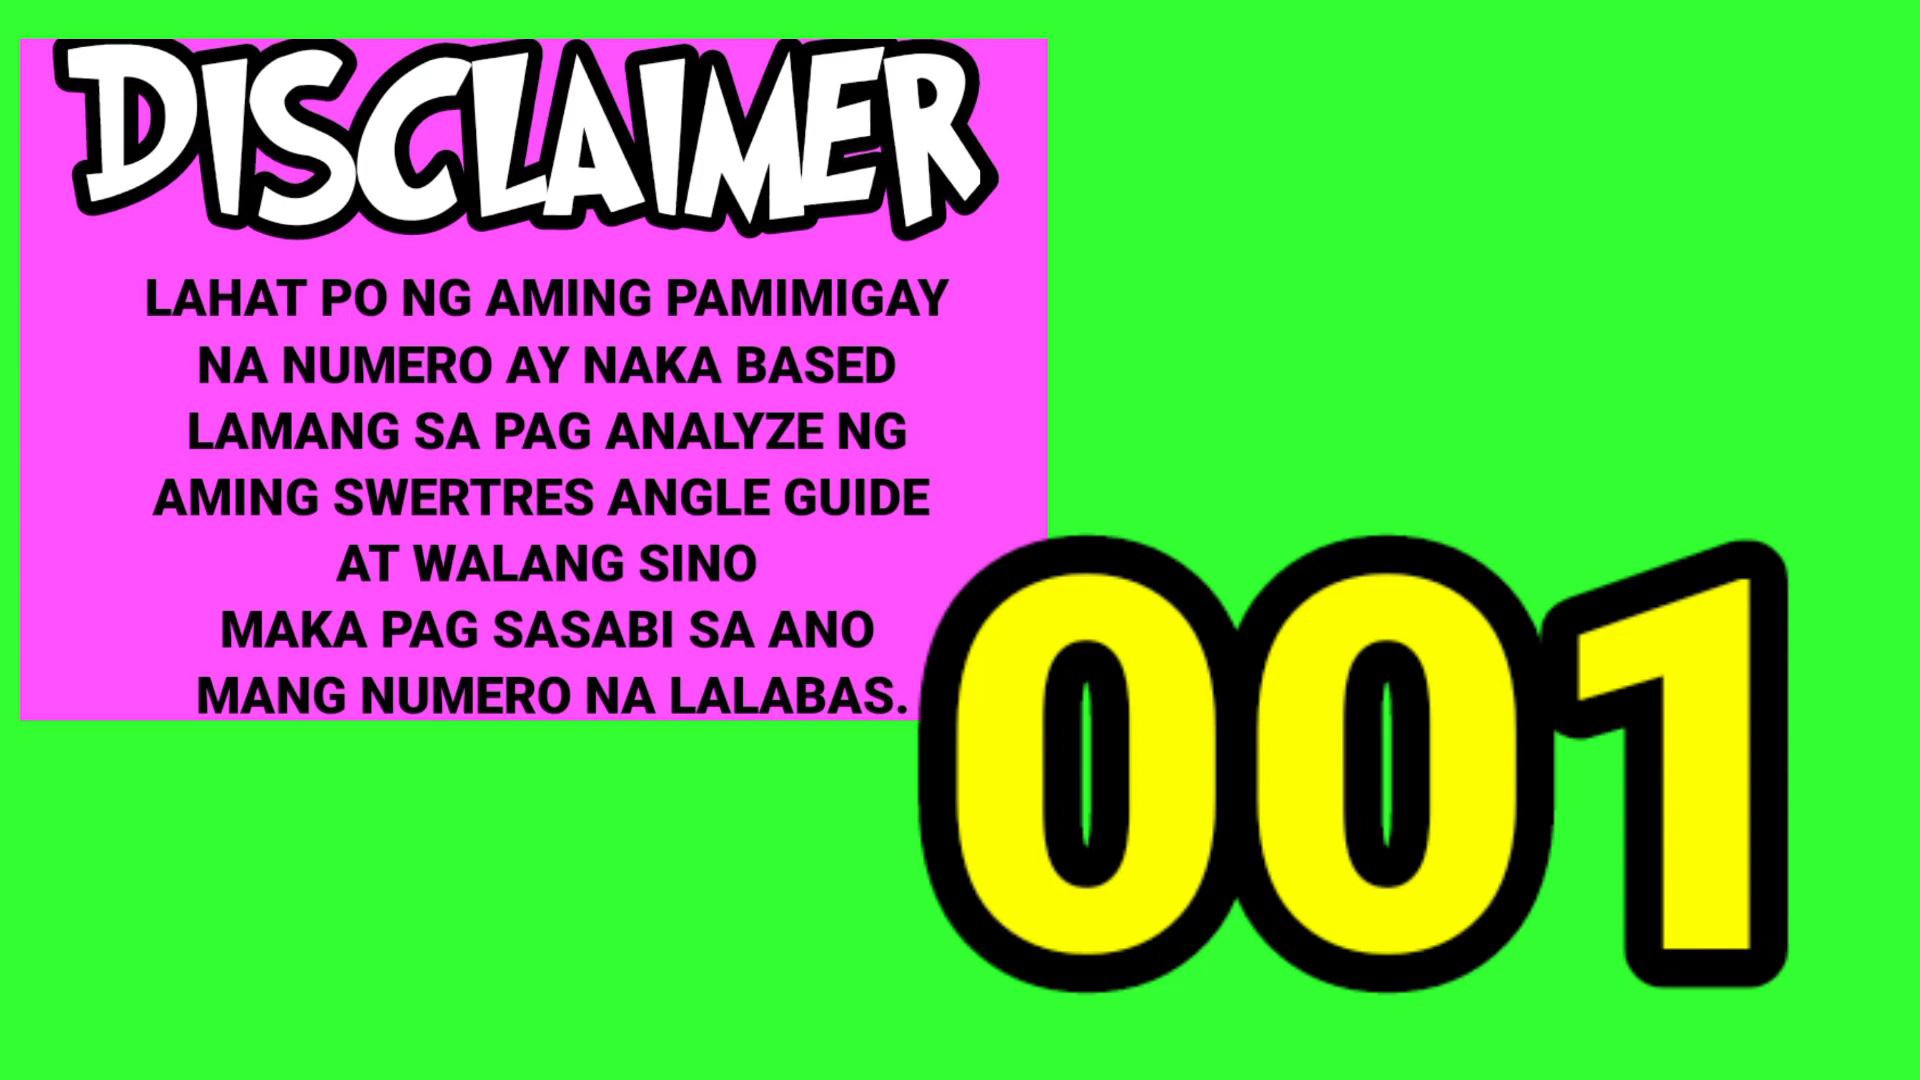 DISCLAIMER
LAHAT PO NG AMING PAMIMIGAY
NA NUMERO AY NAKA BASED
LAMANG SA PAG ANALYZE NG
AMING SWERTRES ANGLE GUIDE
AT WALANG SINO
MAKA PAG SASABI SA ANO
MANG NUMERO NA LALABAS.
001